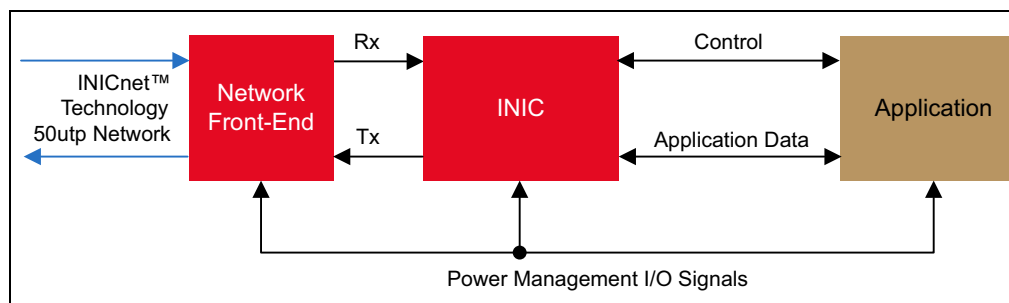 INICnet™
Technology
50utp Network
Network
Front-End
Rx
Tx
INIC
Control
Application Data
Application
Power Management I/O Signals